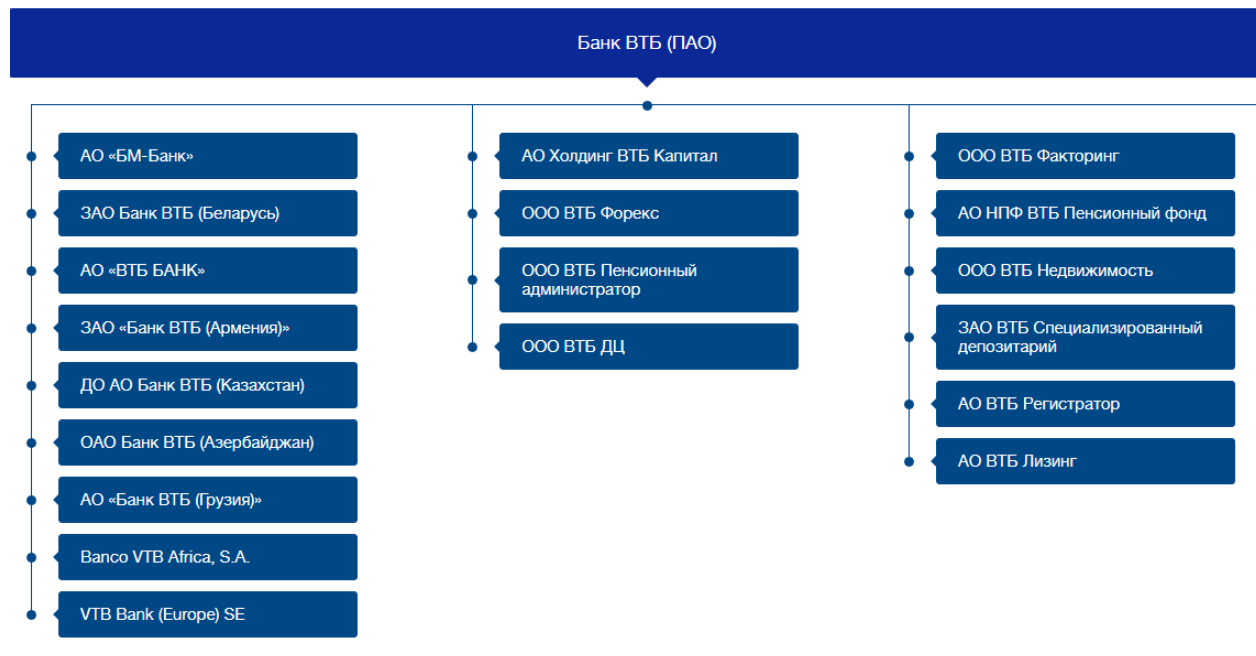 Банк ВТБ (ПАО)
АО «БМ-Банк»
ЗАО Банк ВТБ (Беларусь)
АО «ВТБ БАНК»
ЗАО «Банк ВТБ (Армения)»
ДО АО Банк ВТБ (Казахстан)
ОАО Банк ВТБ (Азербайджан)
АО «Банк ВТБ (Грузия)»
Banco VTB Africa, S.A.
VTB Bank (Europe) SE
АО Холдинг ВТБ Капитал
ООО ВТБ Форекс
ООО ВТБ Пенсионный
администратор
ООО ВТБ ДЦ
ООО ВТБ Факторинг
АО НПФ ВТБ Пенсионный фонд
ООО ВТБ Недвижимость
ЗАО ВТБ Специализированный
депозитарий
АО ВТБ Регистратор
АО ВТБ Лизинг